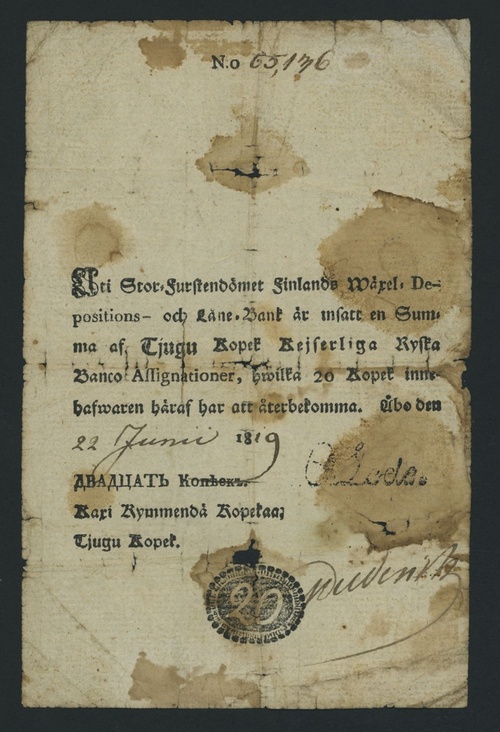 N:o 65,136
Uti Stor-Furstendömet Finlands Wäxel- De-
positions- och Låne-Bank är insatt en Sum-
ma af Tjugu Kopek Kejserliga Ryska
Banco Assignationer, hwilka 20 Kopek inne-
hafwaren häraf har att återbekomma. Åbo den
22 Junii 1819
ДВАДЦАТЬ Копѣекъ.
Kaxi Kymmendä Kopekaa;
Tjugu Kopek.
20